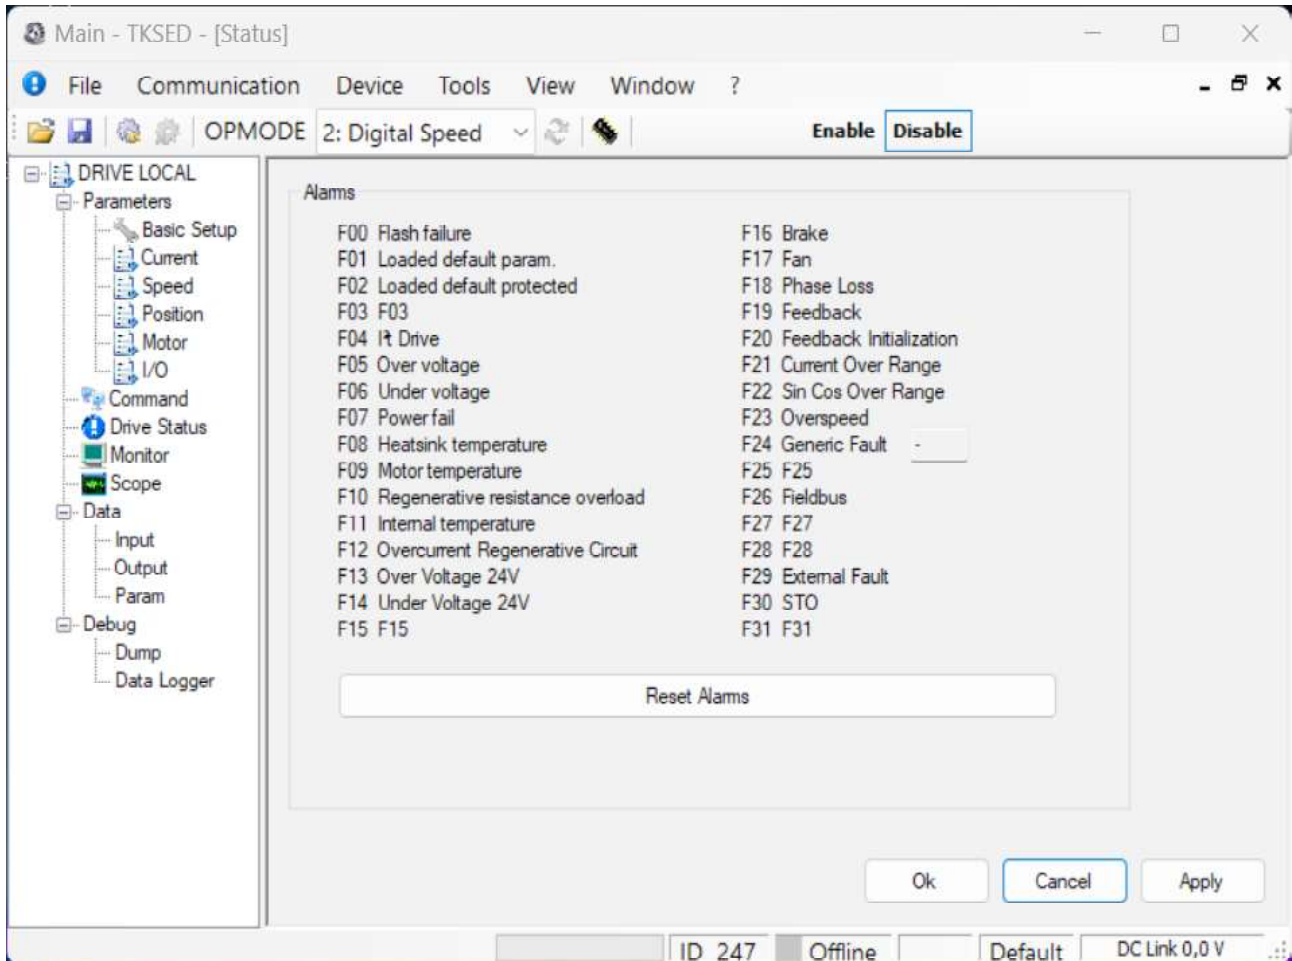 Main - TKSED - [Status]
File Communication Device Tools View Window ?
OPMODE 2: Digital Speed Enable Disable
DRIVE LOCAL
Parameters
Basic Setup
Current
Speed
Position
Motor
I/O
Command
Drive Status
Monitor
Scope
Data
Input
Output
Param
Debug
Dump
Data Logger
Alarms
F00 Flash failure
F01 Loaded default param.
F02 Loaded default protected
F03 F03
F04 I²t Drive
F05 Over voltage
F06 Under voltage
F07 Power fail
F08 Heatsink temperature
F09 Motor temperature
F10 Regenerative resistance overload
F11 Internal temperature
F12 Overcurrent Regenerative Circuit
F13 Over Voltage 24V
F14 Under Voltage 24V
F15 F15
F16 Brake
F17 Fan
F18 Phase Loss
F19 Feedback
F20 Feedback Initialization
F21 Current Over Range
F22 Sin Cos Over Range
F23 Overspeed
F24 Generic Fault -
F25 F25
F26 Fieldbus
F27 F27
F28 F28
F29 External Fault
F30 STO
F31 F31
Reset Alarms
Ok Cancel Apply
ID 247 Offline Default DC Link 0,0 V